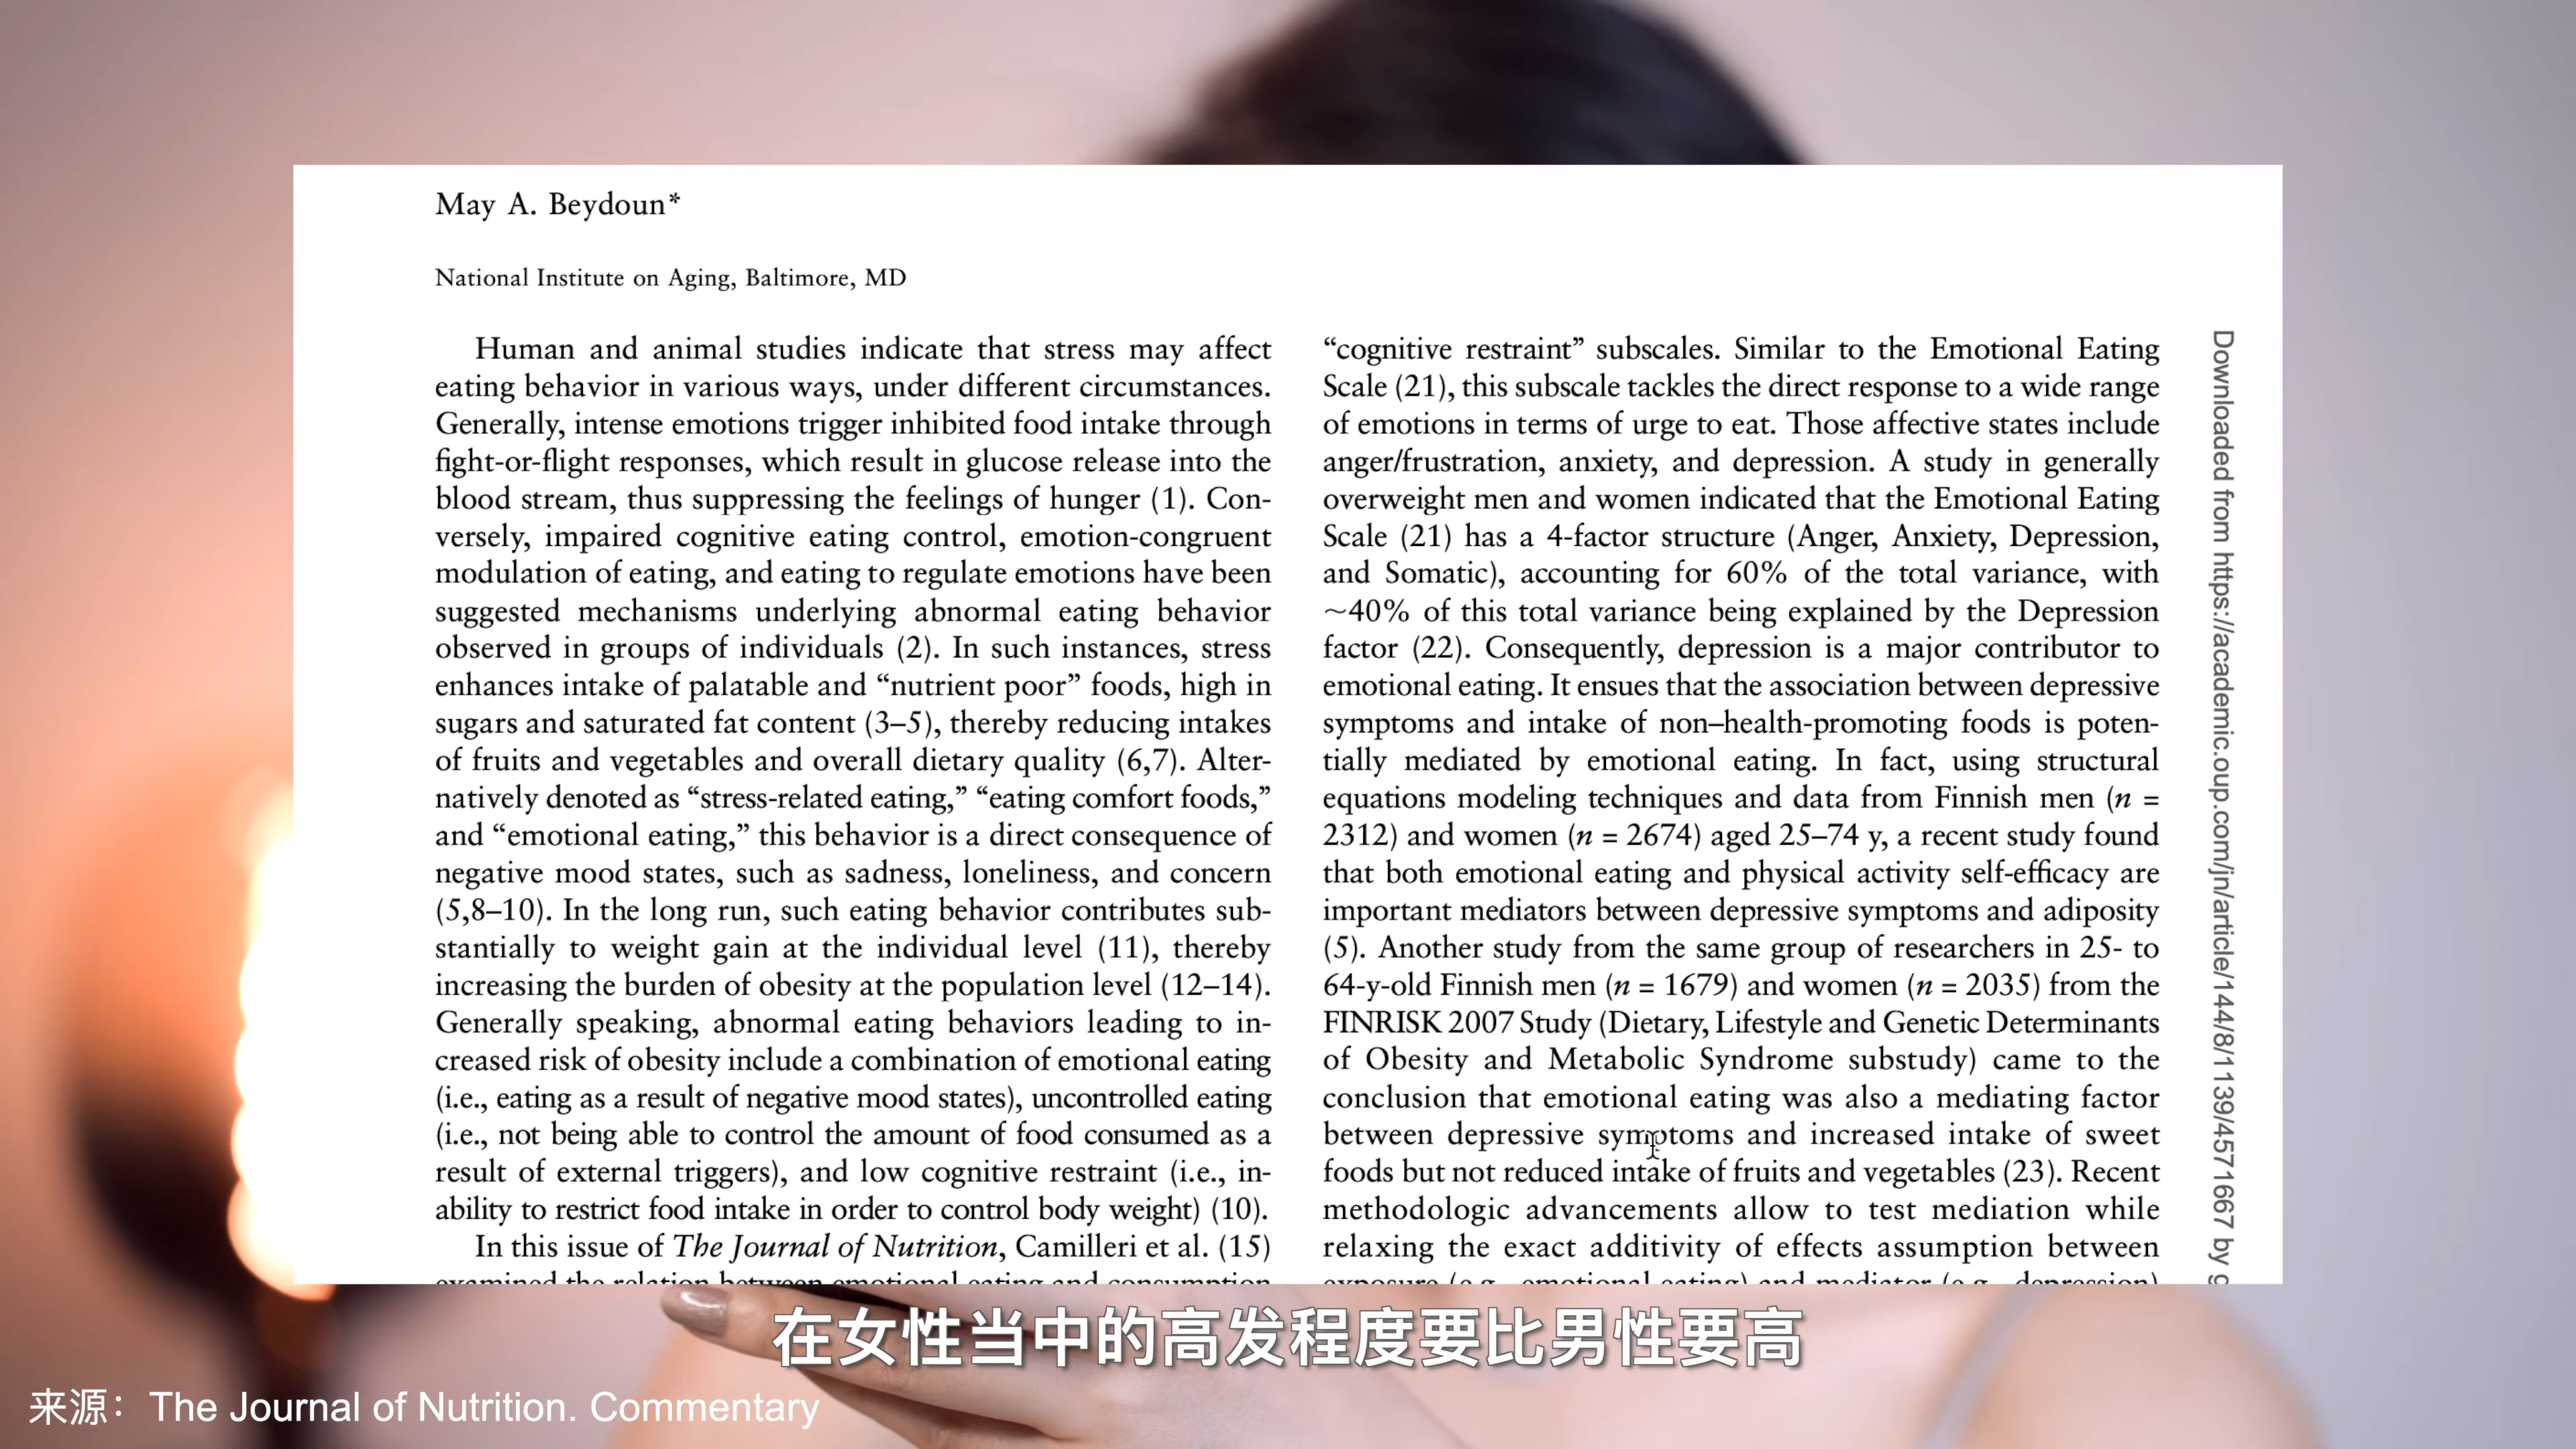 May A. Beydoun*
National Institute on Aging, Baltimore, MD
Human and animal studies indicate that stress may affect
eating behavior in various ways, under different circumstances.
Generally, intense emotions trigger inhibited food intake through
fight-or-flight responses, which result in glucose release into the
blood stream, thus suppressing the feelings of hunger (1). Con-
versely, impaired cognitive eating control, emotion-congruent
modulation of eating, and eating to regulate emotions have been
suggested mechanisms underlying abnormal eating behavior
observed in groups of individuals (2). In such instances, stress
enhances intake of palatable and “nutrient poor” foods, high in
sugars and saturated fat content (3–5), thereby reducing intakes
of fruits and vegetables and overall dietary quality (6,7). Alter-
natively denoted as “stress-related eating,” “eating comfort foods,”
and “emotional eating,” this behavior is a direct consequence of
negative mood states, such as sadness, loneliness, and concern
(5,8–10). In the long run, such eating behavior contributes sub-
stantially to weight gain at the individual level (11), thereby
increasing the burden of obesity at the population level (12–14).
Generally speaking, abnormal eating behaviors leading to in-
creased risk of obesity include a combination of emotional eating
(i.e., eating as a result of negative mood states), uncontrolled eating
(i.e., not being able to control the amount of food consumed as a
result of external triggers), and low cognitive restraint (i.e., in-
ability to restrict food intake in order to control body weight) (10).
In this issue of The Journal of Nutrition, Camilleri et al. (15)
examined the relation between emotional eating and consumption
“cognitive restraint” subscales. Similar to the Emotional Eating
Scale (21), this subscale tackles the direct response to a wide range
of emotions in terms of urge to eat. Those affective states include
anger/frustration, anxiety, and depression. A study in generally
overweight men and women indicated that the Emotional Eating
Scale (21) has a 4-factor structure (Anger, Anxiety, Depression,
and Somatic), accounting for 60% of the total variance, with
~40% of this total variance being explained by the Depression
factor (22). Consequently, depression is a major contributor to
emotional eating. It ensues that the association between depressive
symptoms and intake of non–health-promoting foods is poten-
tially mediated by emotional eating. In fact, using structural
equations modeling techniques and data from Finnish men (n =
2312) and women (n = 2674) aged 25–74 y, a recent study found
that both emotional eating and physical activity self-efficacy are
important mediators between depressive symptoms and adiposity
(5). Another study from the same group of researchers in 25- to
64-y-old Finnish men (n = 1679) and women (n = 2035) from the
FINRISK 2007 Study (Dietary, Lifestyle and Genetic Determinants
of Obesity and Metabolic Syndrome substudy) came to the
conclusion that emotional eating was also a mediating factor
between depressive symptoms and increased intake of sweet
foods but not reduced intake of fruits and vegetables (23). Recent
methodologic advancements allow to test mediation while
relaxing the exact additivity of effects assumption between
exposure (e.g., emotional eating) and mediator (e.g., depression)
Downloaded from https://academic.oup.com/jn/article/144/8/1139/4571667 by g
在女性当中的高发程度要比男性要高
来源：The Journal of Nutrition. Commentary